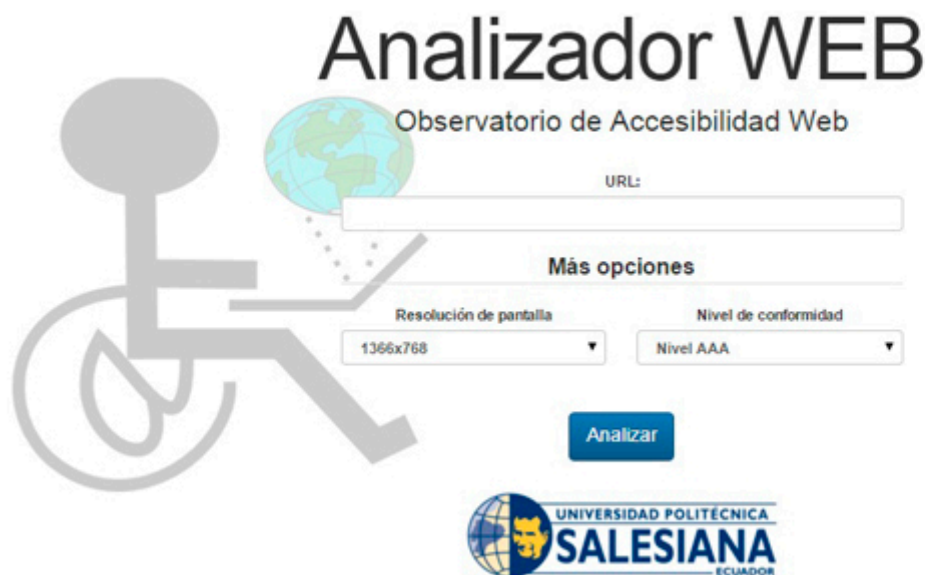 Analizador WEB
Observatorio de Accesibilidad Web
URL:
Más opciones
Resolución de pantalla
Nivel de conformidad
1366x768
Nivel AAA
Analizar
UNIVERSIDAD POLITÉCNICA
SALESIANA
ECUADOR